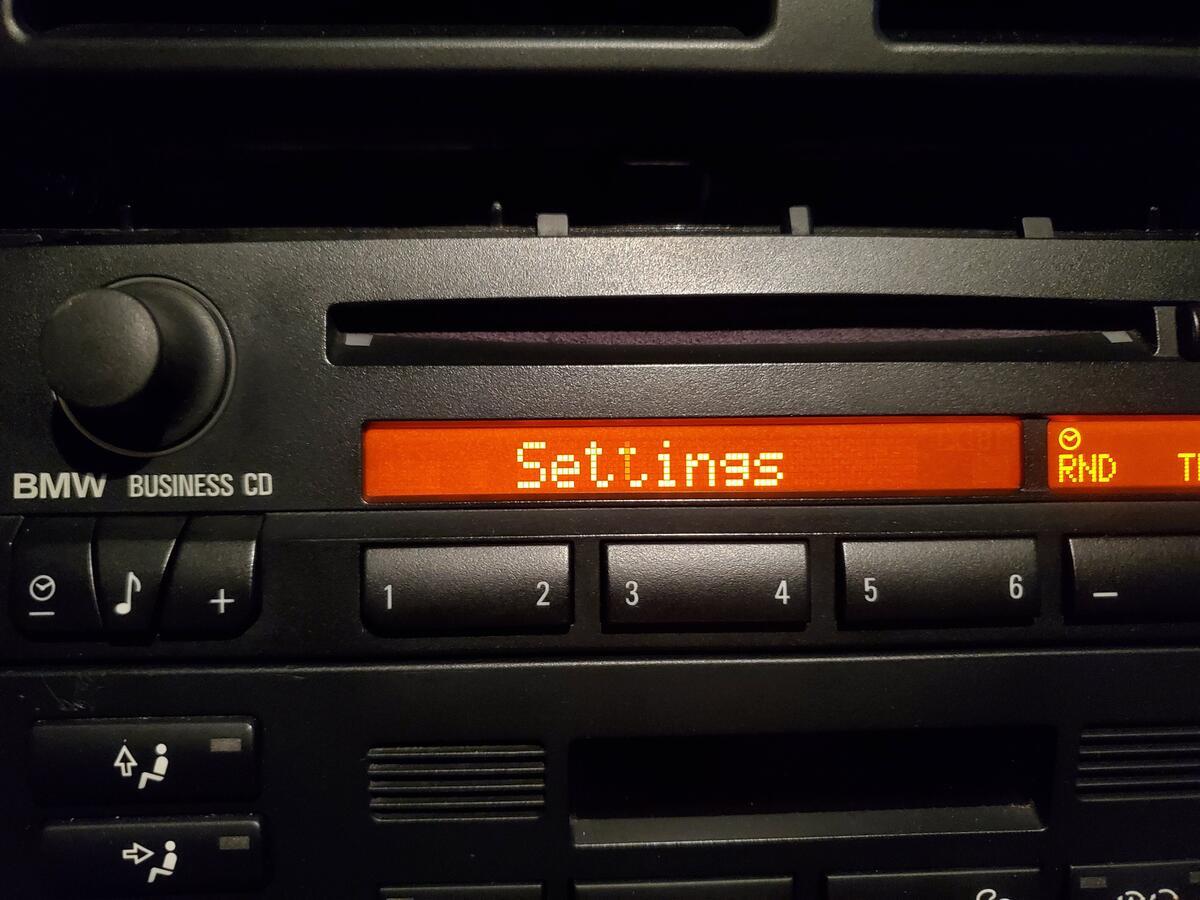 Settings
RND
BMW BUSINESS CD
1 2 3 4 5 6 —
+